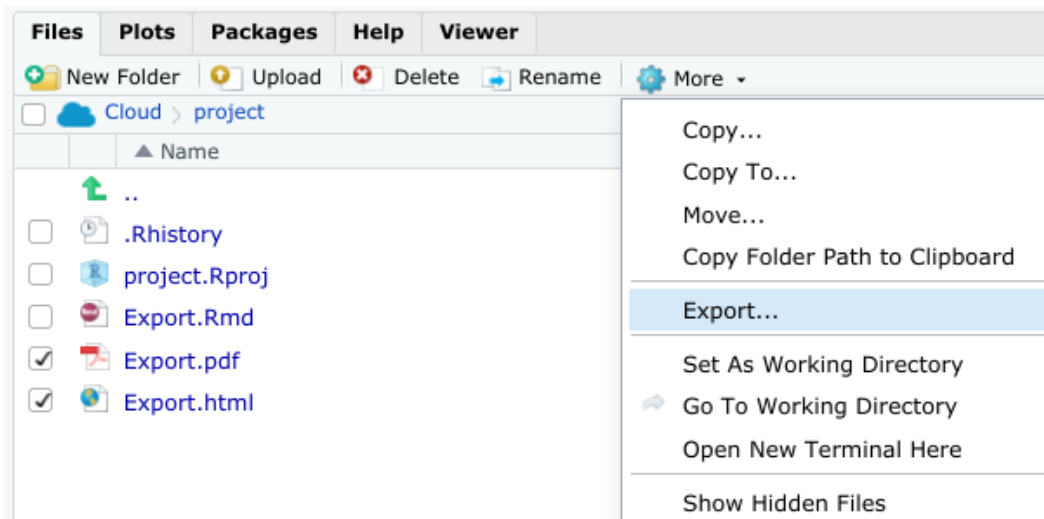 Files Plots Packages Help Viewer
New Folder Upload Delete Rename More
Cloud project
Name
..
.Rhistory
project.Rproj
Export.Rmd
Export.pdf
Export.html
Copy...
Copy To...
Move...
Copy Folder Path to Clipboard
Export...
Set As Working Directory
Go To Working Directory
Open New Terminal Here
Show Hidden Files